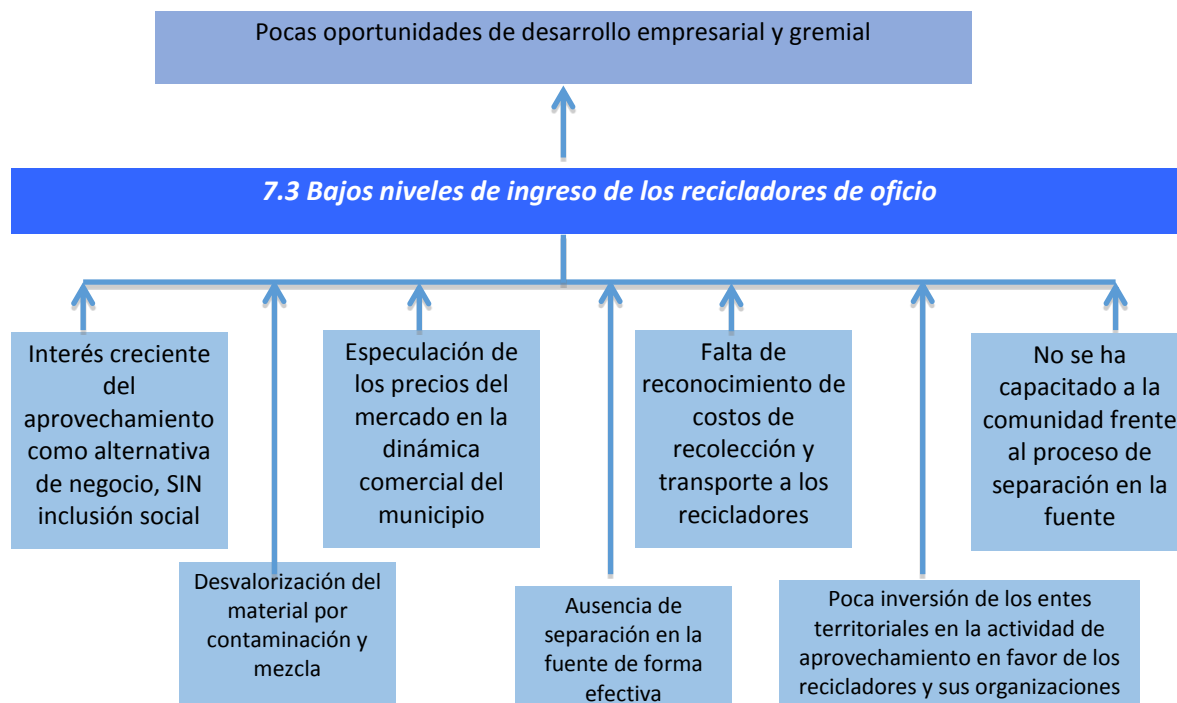 Pocas oportunidades de desarrollo empresarial y gremial
7.3 Bajos niveles de ingreso de los recicladores de oficio
Interés creciente
del
aprovechamiento
como alternativa
de negocio, SIN
inclusión social
Especulación de
los precios del
mercado en la
dinámica
comercial del
municipio
Falta de
reconocimiento de
costos de
recolección y
transporte a los
recicladores
No se ha
capacitado a la
comunidad frente
al proceso de
separación en la
fuente
Desvalorización del
material por
contaminación y
mezcla
Ausencia de
separación en la
fuente de forma
efectiva
Poca inversión de los entes
territoriales en la actividad de
aprovechamiento en favor de los
recicladores y sus organizaciones